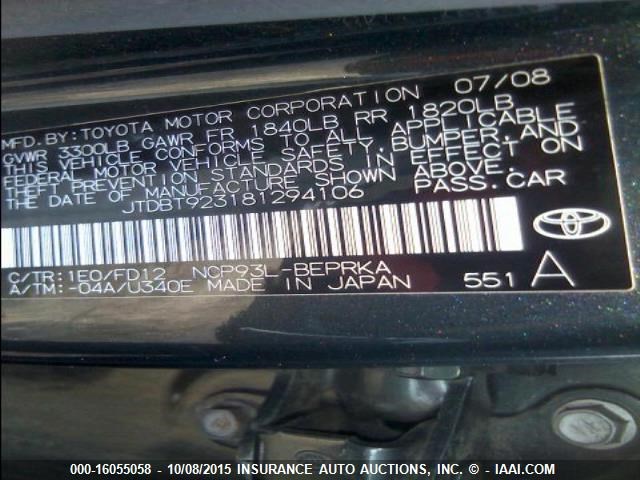 MFD. BY: TOYOTA MOTOR CORPORATION 07/08
GVWR 3300LB GAWR FR 1840LB RR 1820LB
THIS VEHICLE CONFORMS TO ALL APPLICABLE
FEDERAL MOTOR VEHICLE SAFETY, BUMPER, AND
THEFT PREVENTION STANDARDS IN EFFECT ON
THE DATE OF MANUFACTURE SHOWN ABOVE.
JTDBT923181294106 PASS. CAR
C/TR: 1E0/FD12 NCP93L-BEPRKA
A/TM: -04A/U340E MADE IN JAPAN 551 A
000-16055058 - 10/08/2015 INSURANCE AUTO AUCTIONS, INC. © - IAAI.COM